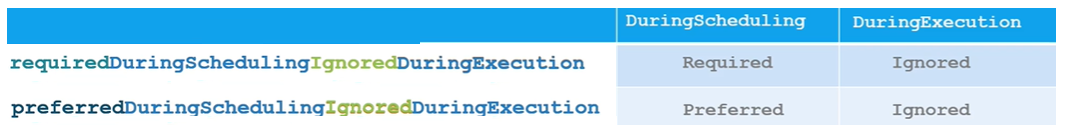 DuringScheduling DuringExecution
requiredDuringSchedulingIgnoredDuringExecution Required Ignored
preferredDuringSchedulingIgnoredDuringExecution Preferred Ignored